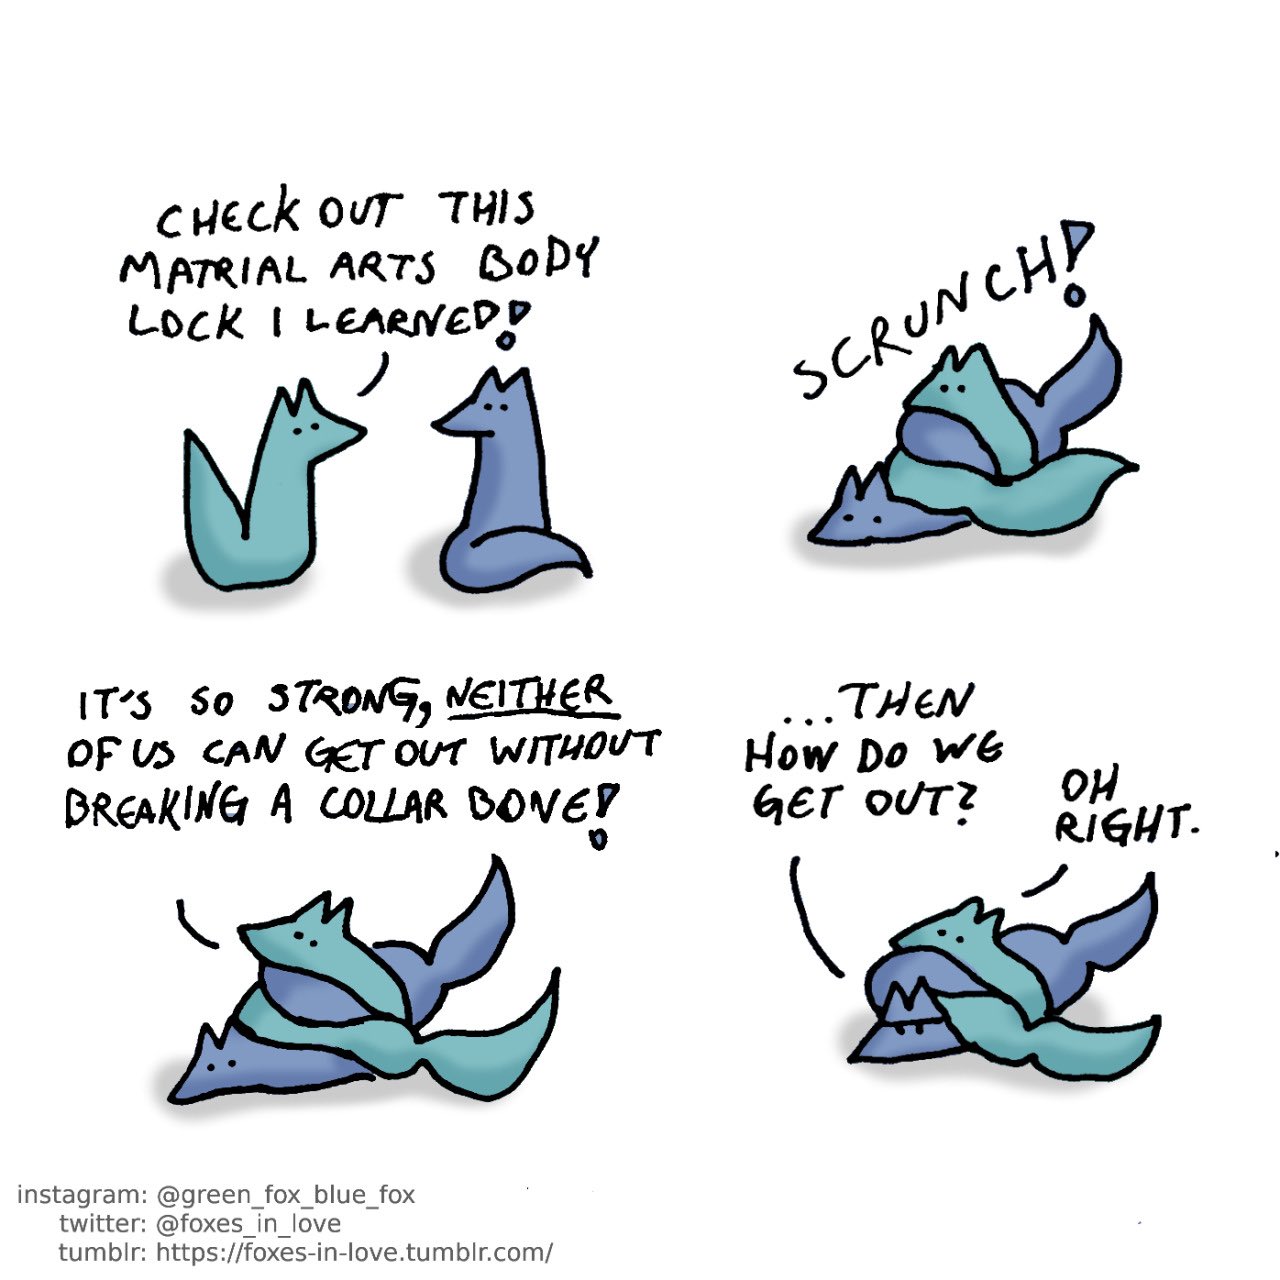 CHECK OUT THIS
MATRIAL ARTS BODY
LOCK I LEARNED!
SCRUNCH!
IT'S SO STRONG, NEITHER
OF US CAN GET OUT WITHOUT
BREAKING A COLLAR BONE!
...THEN
HOW DO WE
GET OUT?
OH
RIGHT.
instagram: @green_fox_blue_fox
twitter: @foxes_in_love
tumblr: https://foxes-in-love.tumblr.com/